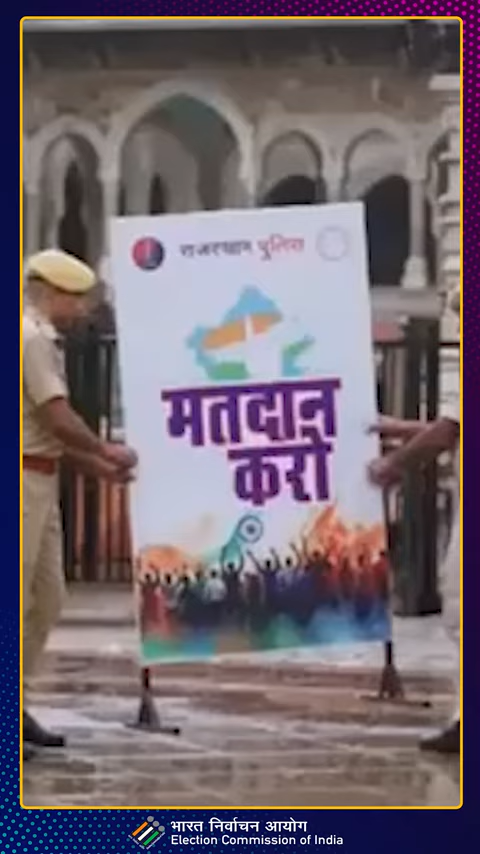 राजस्थान पुलिस
मतदान
करो
भारत निर्वाचन आयोग
Election Commission of India